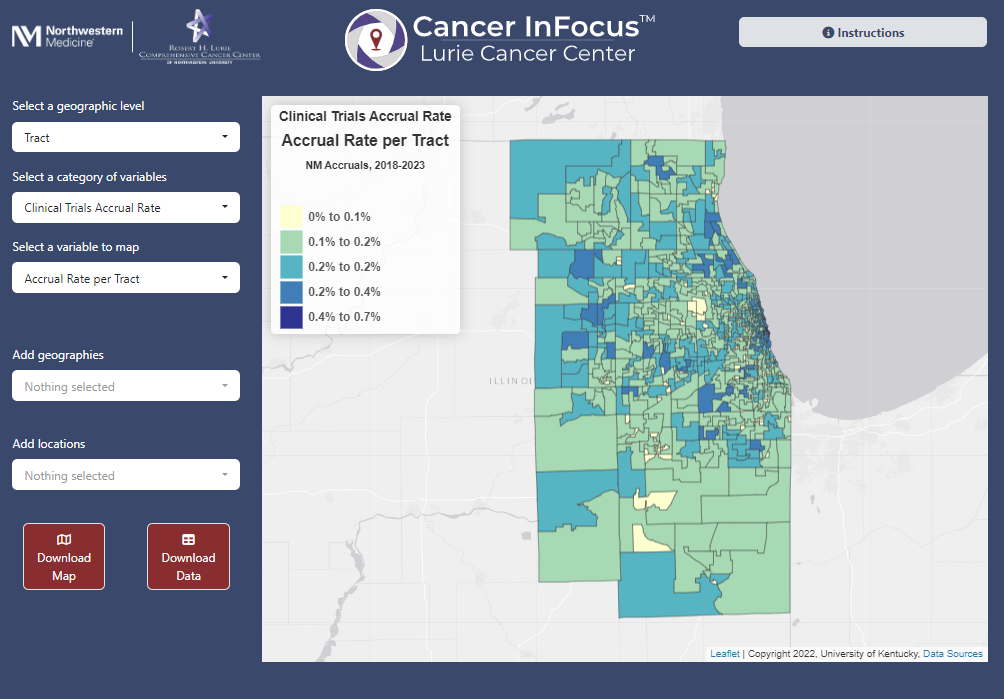 Northwestern
Medicine®
ROBERT H. LURIE
COMPREHENSIVE CANCER CENTER
OF NORTHWESTERN UNIVERSITY
Cancer InFocus™
Lurie Cancer Center
Instructions
Select a geographic level
Tract
Select a category of variables
Clinical Trials Accrual Rate
Select a variable to map
Accrual Rate per Tract
Add geographies
Nothing selected
Add locations
Nothing selected
Download
Map
Download
Data
Clinical Trials Accrual Rate
Accrual Rate per Tract
NM Accruals, 2018-2023
0% to 0.1%
0.1% to 0.2%
0.2% to 0.2%
0.2% to 0.4%
0.4% to 0.7%
ILLINOI
Leaflet | Copyright 2022, University of Kentucky, Data Sources